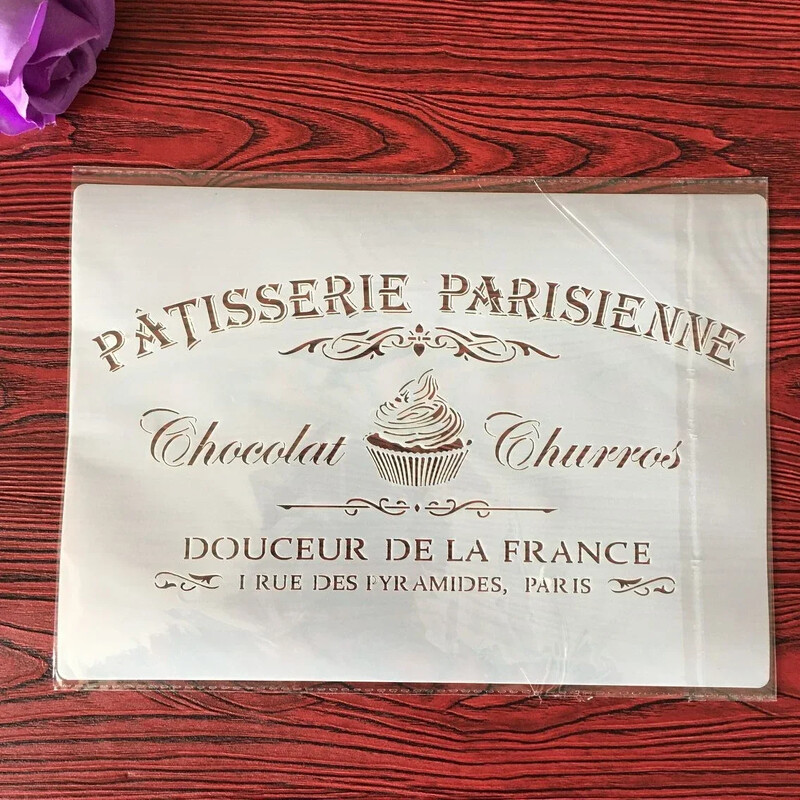 PÂTISSERIE PARISIENNE
Chocolat Churros
DOUCEUR DE LA FRANCE
1 RUE DES PYRAMIDES, PARIS